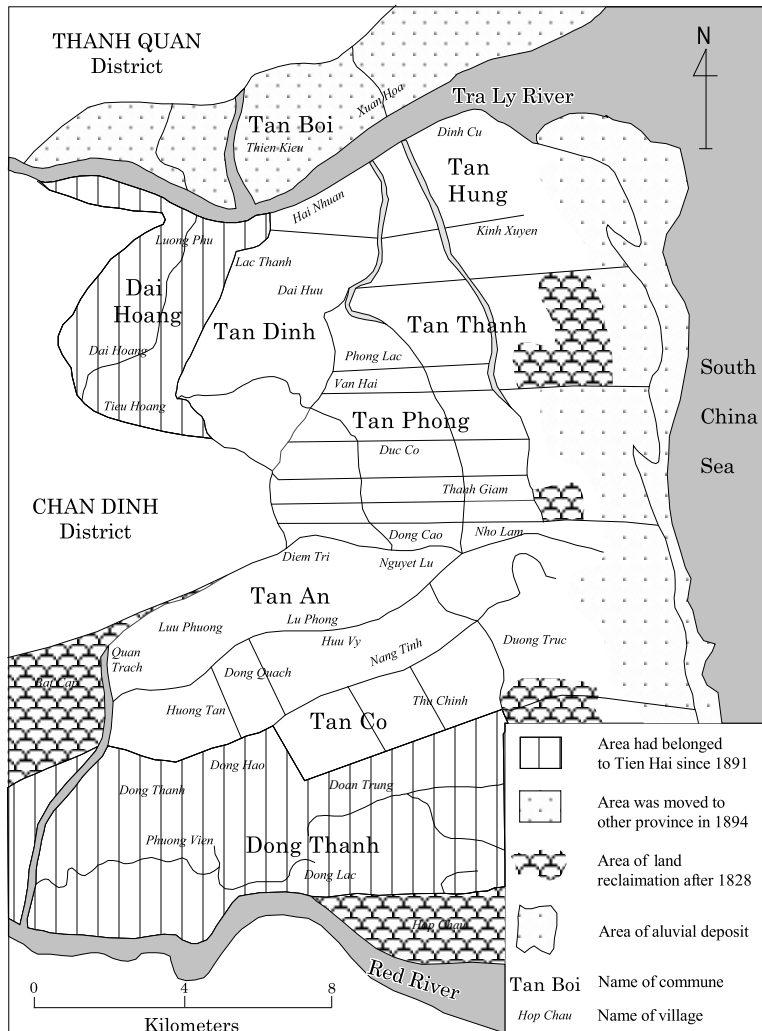 THANH QUAN
District
N
Xuan Hoa
Tra Ly River
Tan Boi
Thien Kieu
Dinh Cu
Tan
Hung
Hai Nhuan
Kinh Xuyen
Luong Phu
Lac Thanh
Dai
Hoang
Dai Huu
Tan Dinh
Tan Thanh
Dai Hoang
Phong Lac
South
China
Sea
Van Hai
Tieu Hoang
Tan Phong
Duc Co
Thanh Giam
CHAN DINH
District
Dong Cao
Nho Lam
Diem Tri
Nguyet Lu
Tan An
Lu Phong
Luu Phuong
Huu Vy
Duong Truc
Quan
Trach
Nang Tinh
Dong Quach
Bat Cap
Huong Tan
Tan Co
Thu Chinh
Dong Hao
Doan Trung
Dong Thanh
Phuong Vien
Dong Thanh
Dong Lac
Hop Chau
Red River
0 4 8
Kilometers
Area had belonged
to Tien Hai since 1891
Area was moved to
other province in 1894
Area of land
reclaimation after 1828
Area of aluvial deposit
Tan Boi Name of commune
Hop Chau Name of village